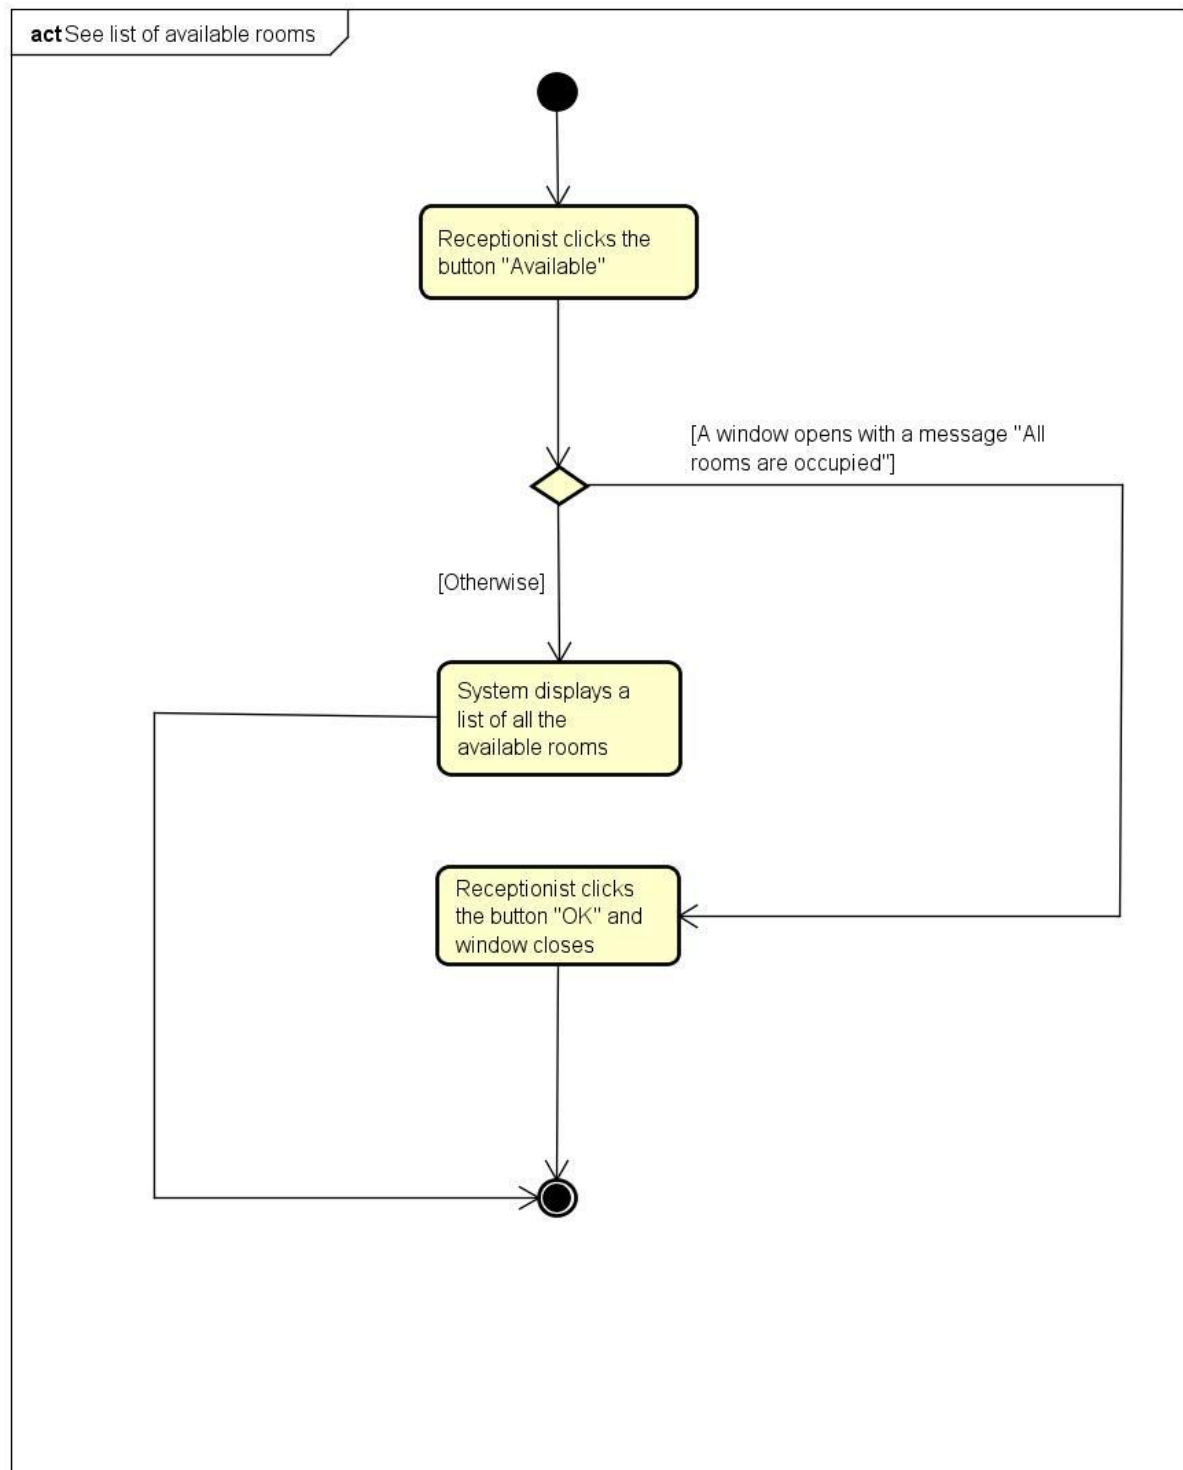 act See list of available rooms
Receptionist clicks the
button "Available"
[A window opens with a message "All
rooms are occupied"]
[Otherwise]
System displays a
list of all the
available rooms
Receptionist clicks
the button "OK" and
window closes